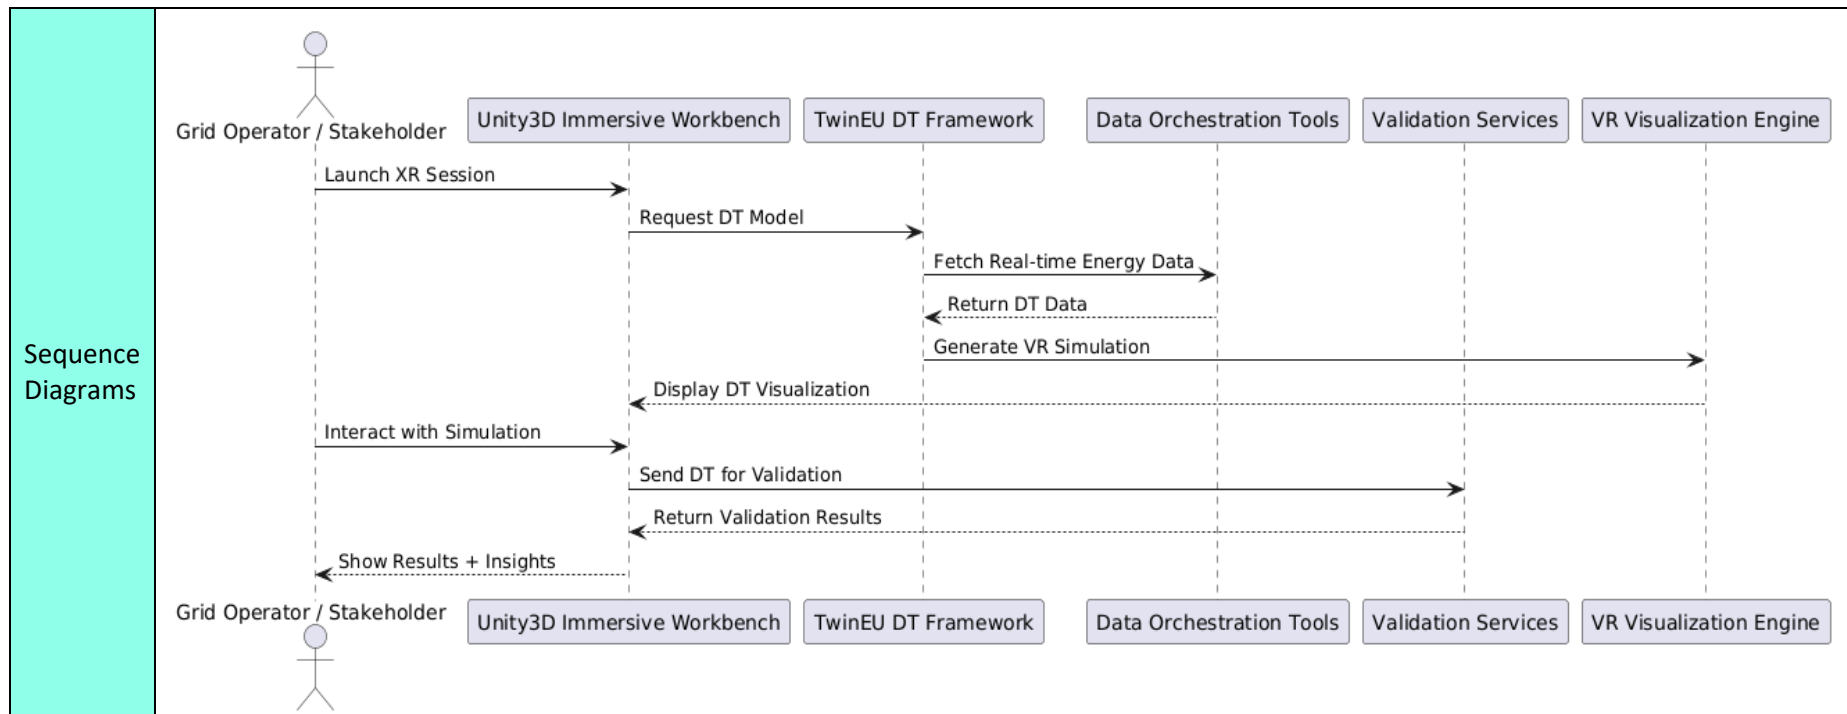 Sequence
Diagrams
Grid Operator / Stakeholder
Unity3D Immersive Workbench
TwinEU DT Framework
Data Orchestration Tools
Validation Services
VR Visualization Engine
Launch XR Session
Request DT Model
Fetch Real-time Energy Data
Return DT Data
Generate VR Simulation
Display DT Visualization
Interact with Simulation
Send DT for Validation
Return Validation Results
Show Results + Insights
Grid Operator / Stakeholder
Unity3D Immersive Workbench
TwinEU DT Framework
Data Orchestration Tools
Validation Services
VR Visualization Engine